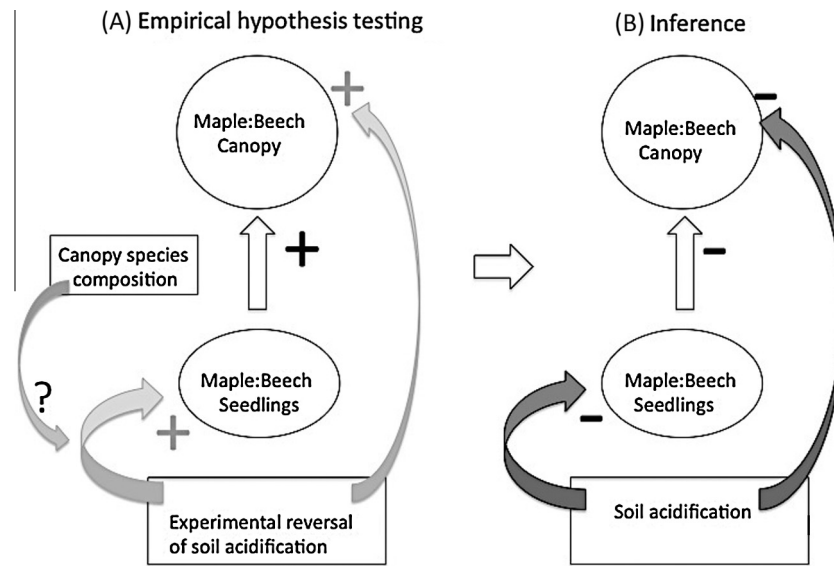 (A) Empirical hypothesis testing
(B) Inference
+
Maple:Beech
Canopy
+
Canopy species
composition
?
Maple:Beech
Seedlings
+
Experimental reversal
of soil acidification
-
Maple:Beech
Canopy
-
Maple:Beech
Seedlings
-
Soil acidification